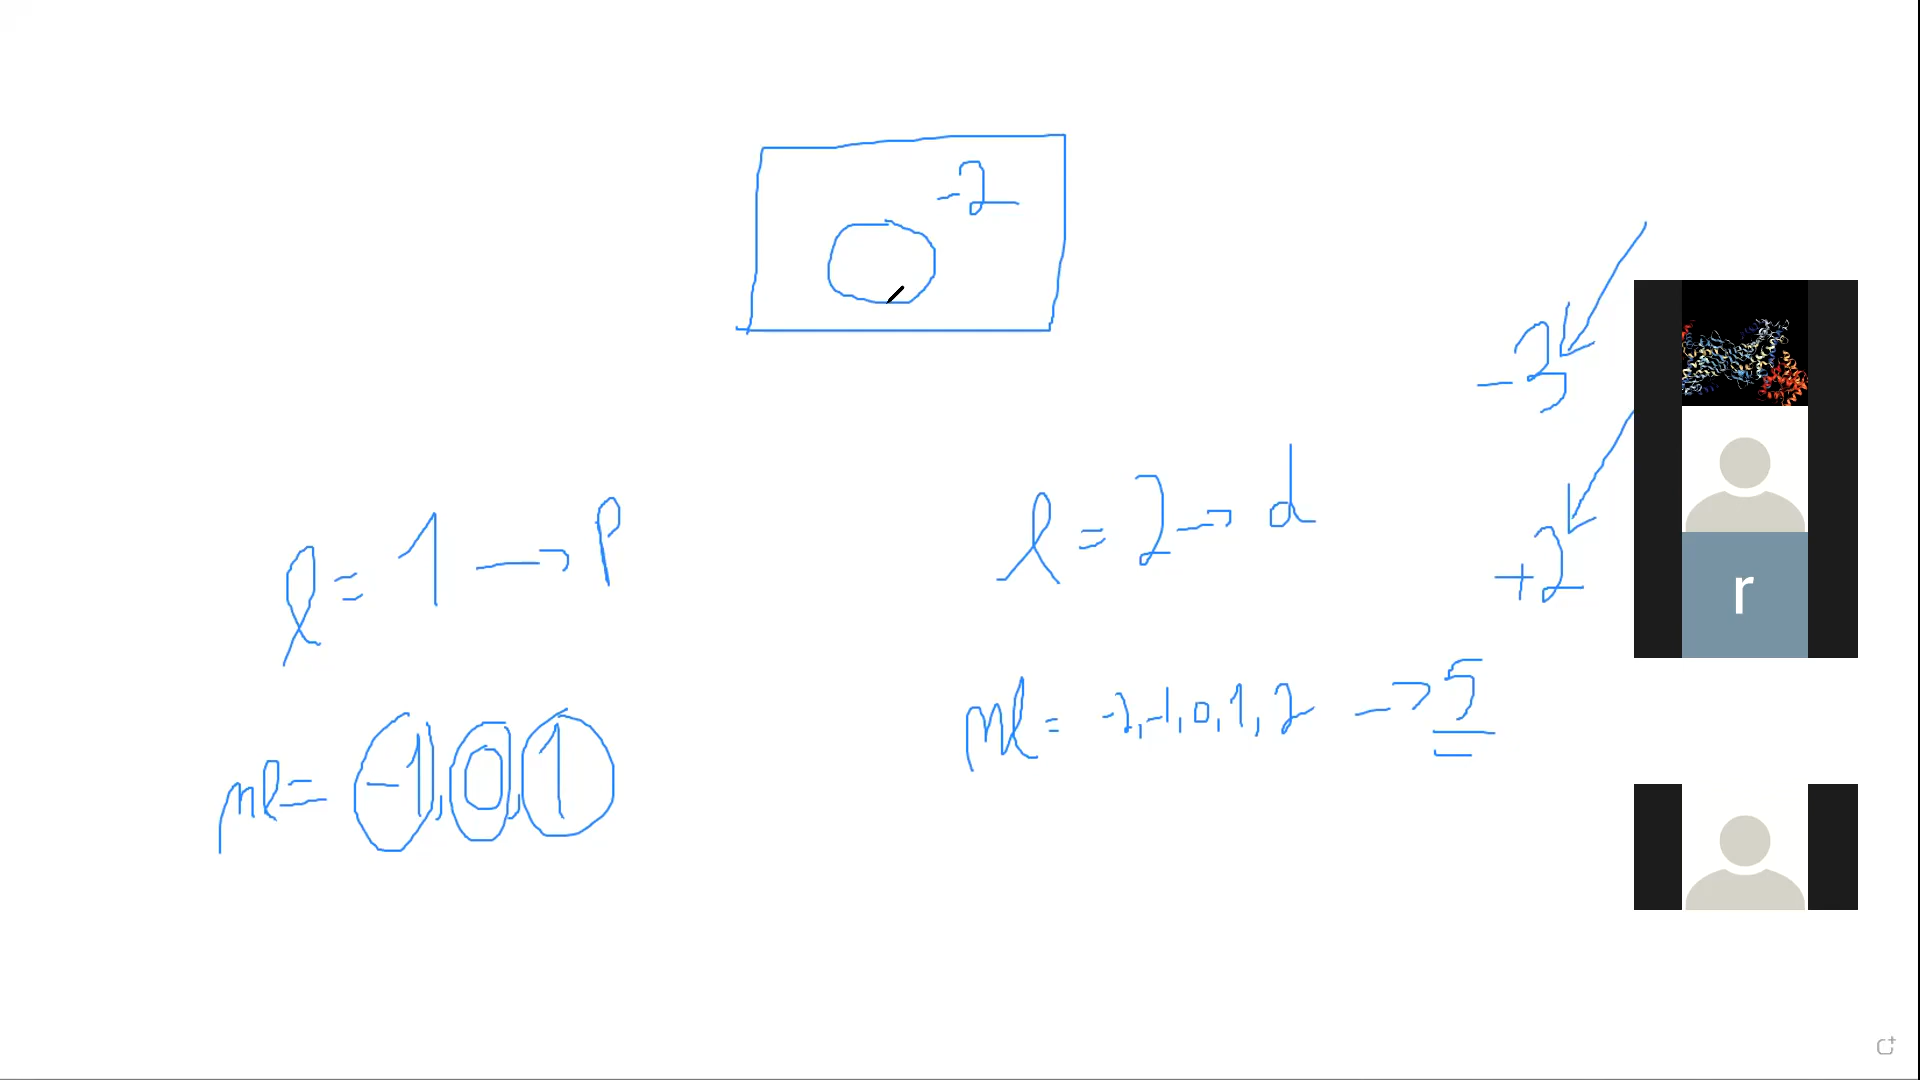 -2
-3
l = 1 → p
l = 2 → d
+2
r
ml = -1, 0, 1
ml = -2, -1, 0, 1, 2 → 5